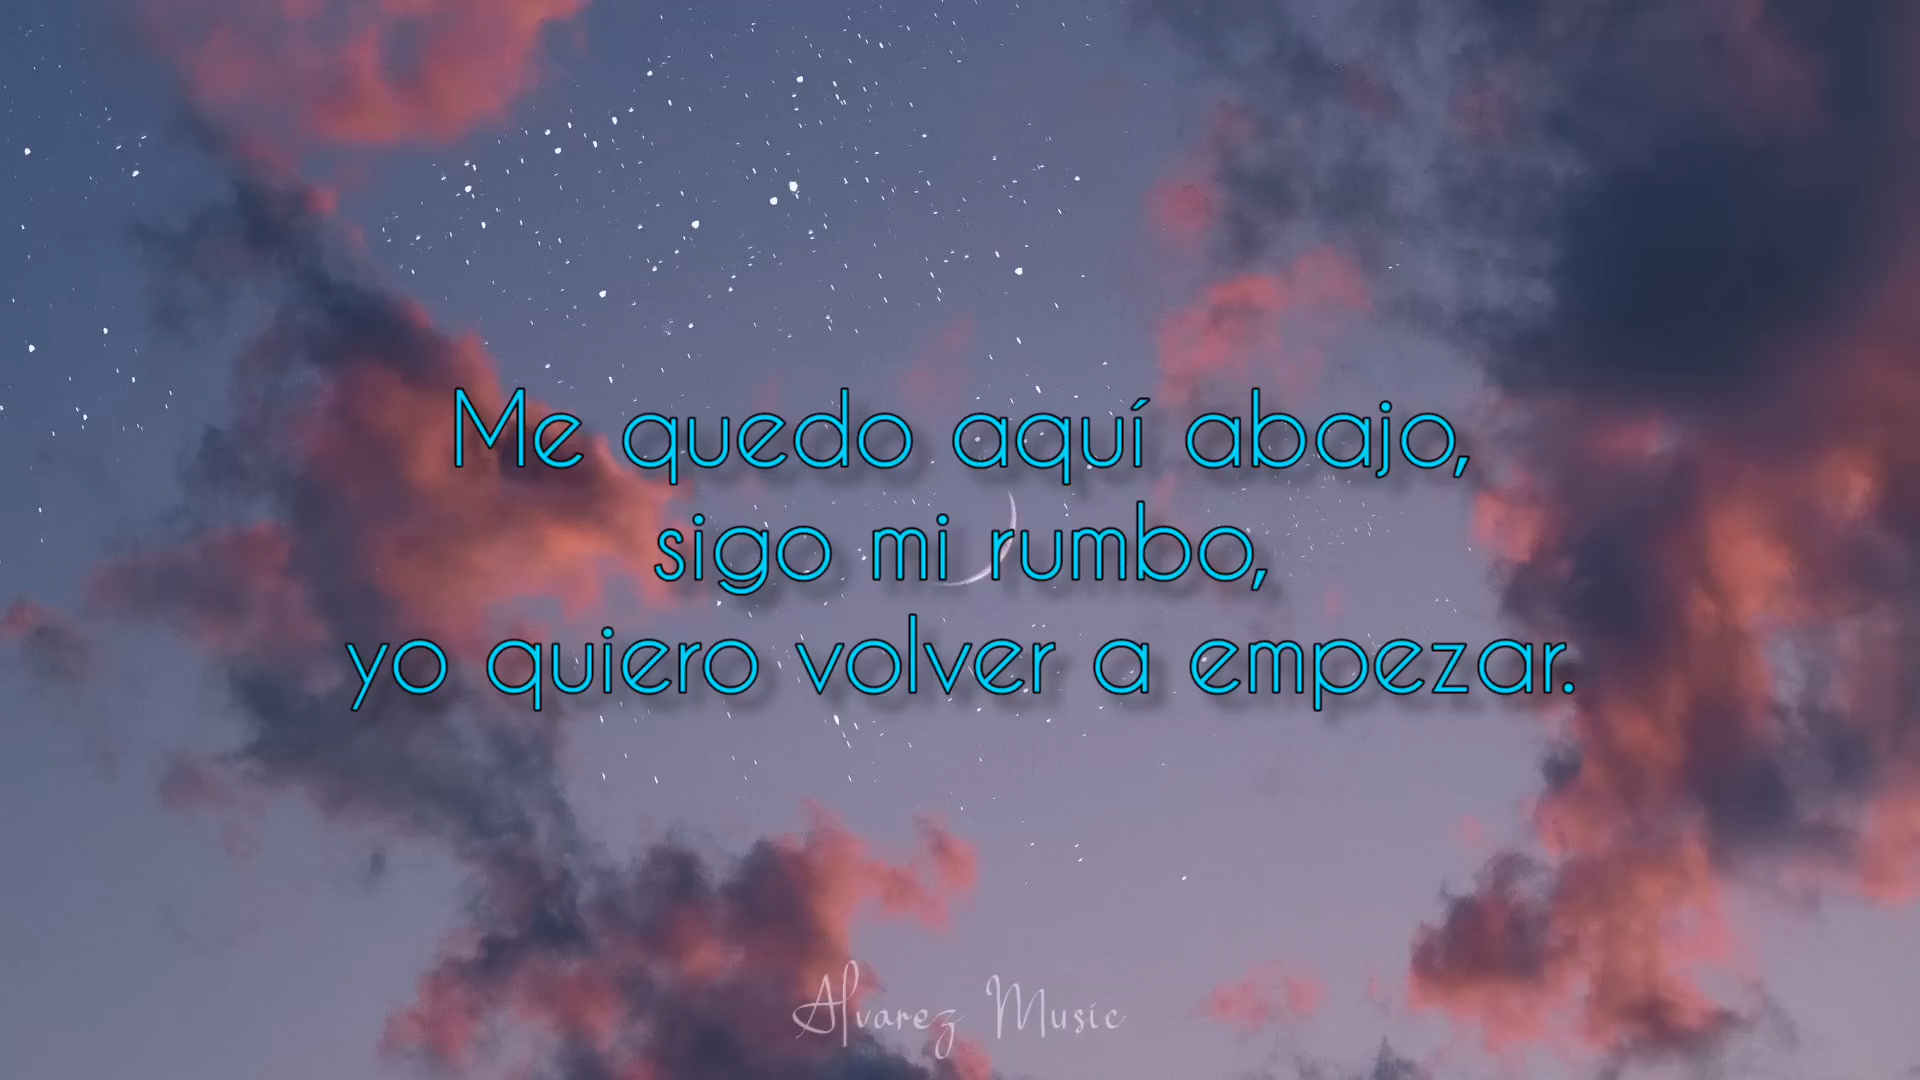 Me quedo aquí abajo,
sigo mi rumbo,
yo quiero volver a empezar.
Alvarez Music